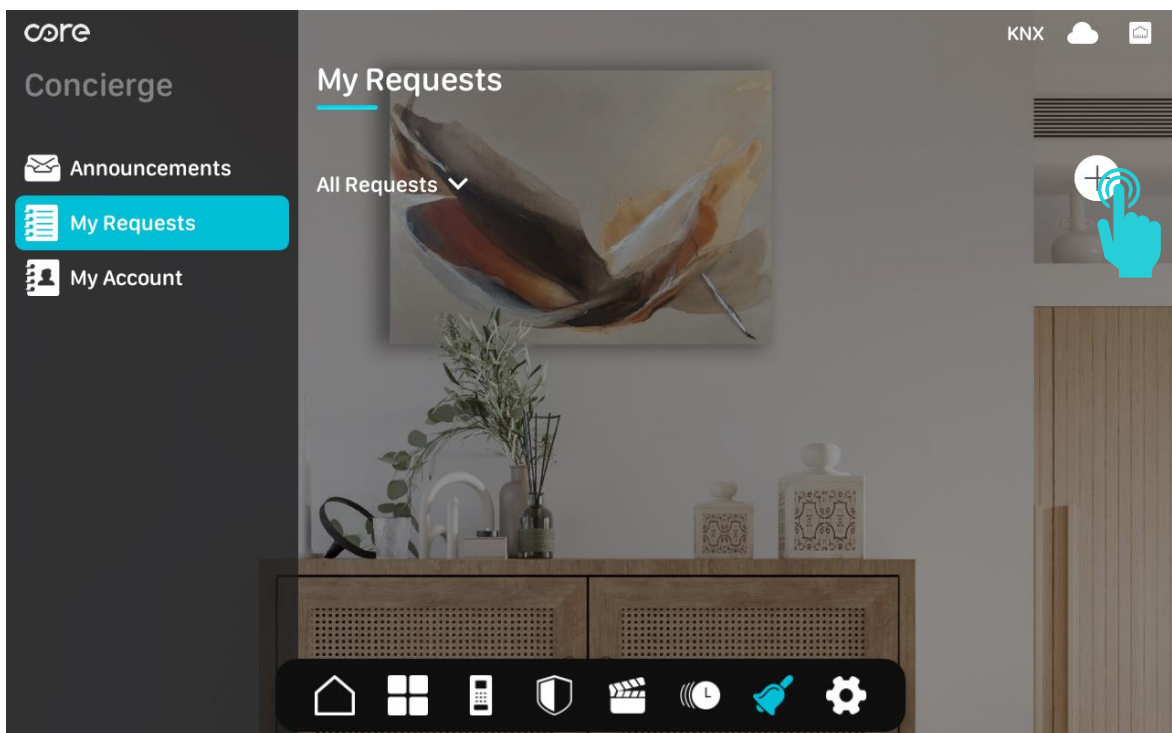 core
KNX
Concierge
My Requests
Announcements
My Requests
My Account
All Requests